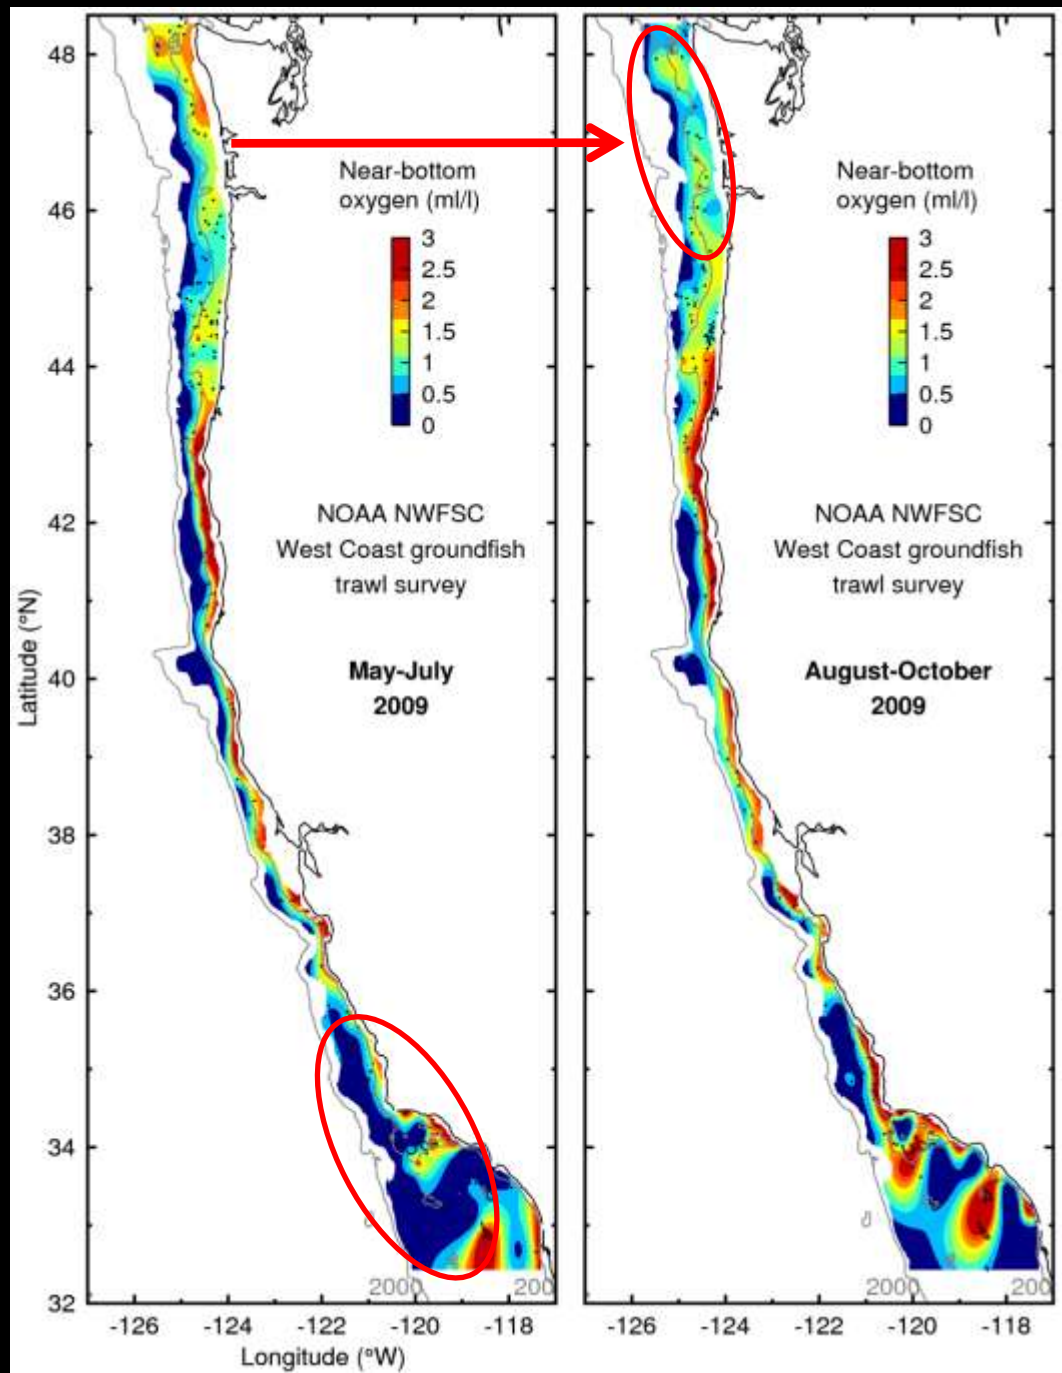 48
46
44
42
40
38
36
34
32
Latitude (°N)
Near-bottom
oxygen (ml/l)
3
2.5
2
1.5
1
0.5
0
NOAA NWFSC
West Coast groundfish
trawl survey
May-July
2009
2000
200
-126
-124
-122
-120
-118
Longitude (°W)
Near-bottom
oxygen (ml/l)
3
2.5
2
1.5
1
0.5
0
NOAA NWFSC
West Coast groundfish
trawl survey
August-October
2009
2000
200
-126
-124
-122
-120
-118